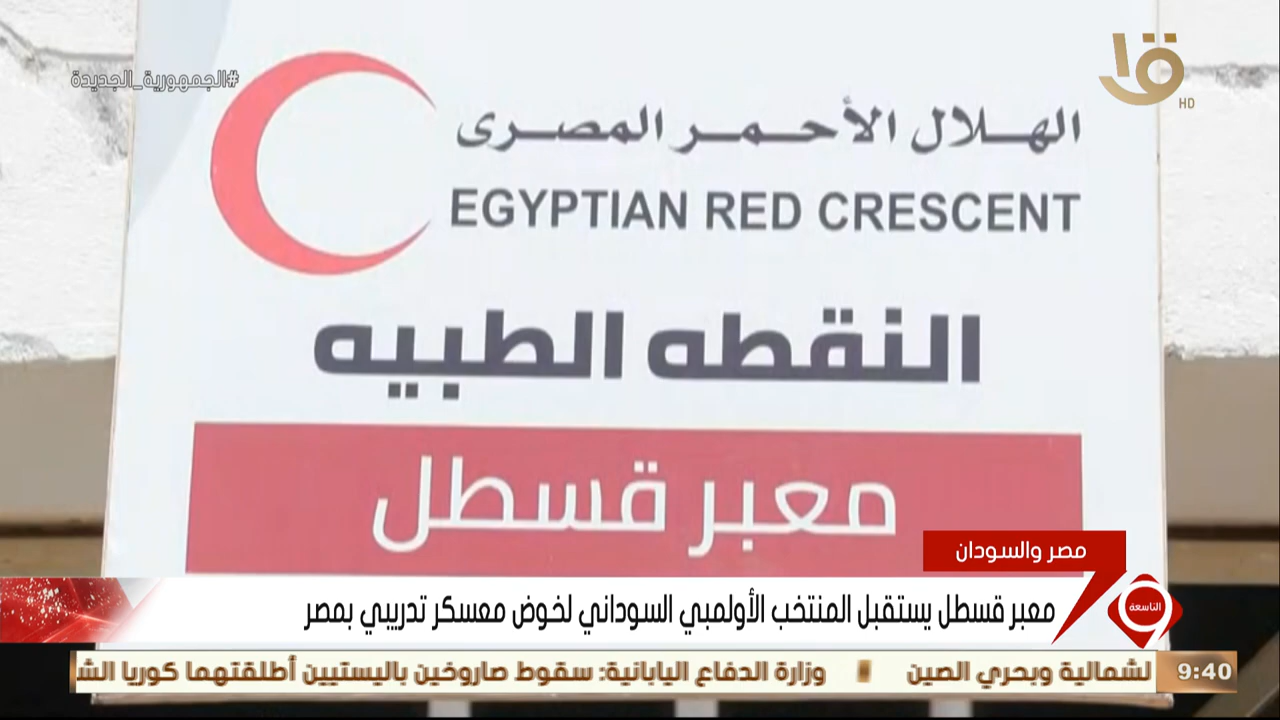 #الجمهورية_الجديدة
HD
الهلال الأحمر المصرى
EGYPTIAN RED CRESCENT
النقطه الطبيه
معبر قسطل
مصر والسودان
التاسعة
معبر قسطل يستقبل المنتخب الأولمبي السوداني لخوض معسكر تدريبي بمصر
9:40
لشمالية وبحري الصين
وزارة الدفاع اليابانية: سقوط صاروخين باليستيين أطلقتهما كوريا الش